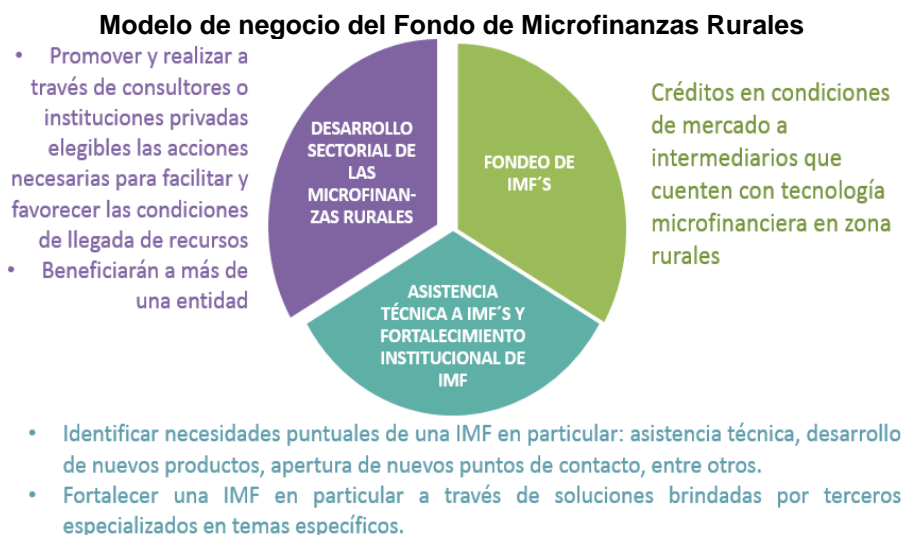 Modelo de negocio del Fondo de Microfinanzas Rurales
• Promover y realizar a
través de consultores o
instituciones privadas
elegibles las acciones
necesarias para facilitar y
favorecer las condiciones
de llegada de recursos
• Beneficiarán a más de
una entidad
DESARROLLO
SECTORIAL DE
LAS
MICROFINAN-
ZAS RURALES
FONDEO DE
IMF´S
Créditos en condiciones
de mercado a
intermediarios que
cuenten con tecnología
microfinanciera en zona
rurales
ASISTENCIA
TÉCNICA A IMF´S Y
FORTALECIMIENTO
INSTITUCIONAL DE
IMF
• Identificar necesidades puntuales de una IMF en particular: asistencia técnica, desarrollo
de nuevos productos, apertura de nuevos puntos de contacto, entre otros.
• Fortalecer una IMF en particular a través de soluciones brindadas por terceros
especializados en temas específicos.